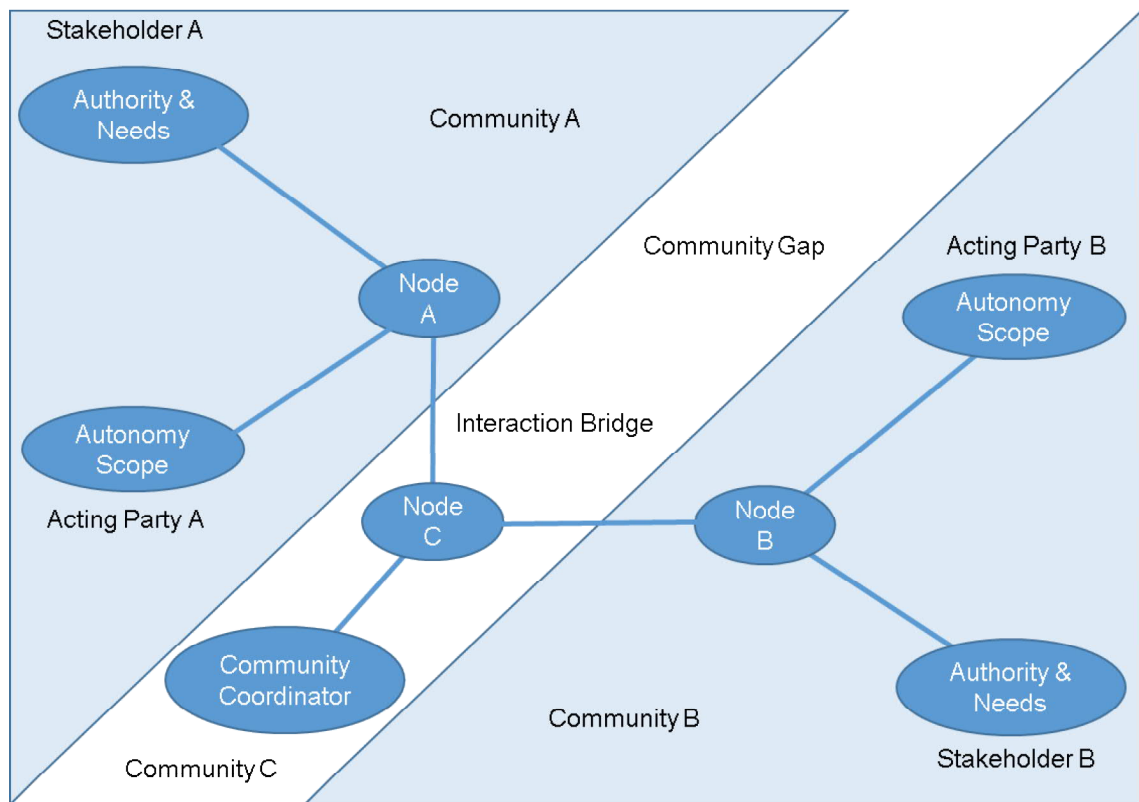 Stakeholder A
Authority &
Needs
Community A
Community Gap
Acting Party B
Node
A
Autonomy
Scope
Interaction Bridge
Autonomy
Scope
Acting Party A
Node
C
Node
B
Community
Coordinator
Authority &
Needs
Community B
Stakeholder B
Community C